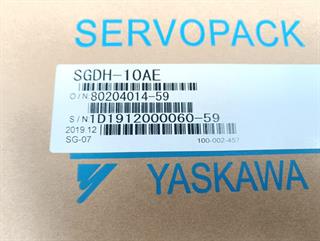 SERVOPACK
SGDH-10AE
O/N 80204014-59
S/N 1D1912000060-59
2019.12
SG-07
100-002-457
YASKAWA